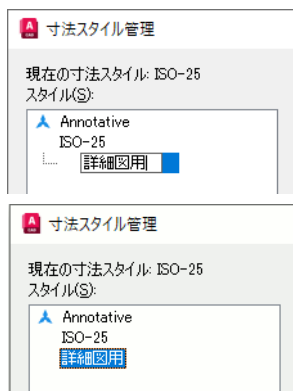 寸法スタイル管理
現在の寸法スタイル: ISO-25
スタイル(S):
Annotative
ISO-25
詳細図用
寸法スタイル管理
現在の寸法スタイル: ISO-25
スタイル(S):
Annotative
ISO-25
詳細図用